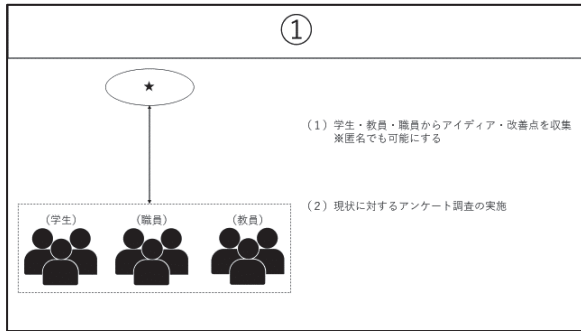 ①
★
(1)学生・教員・職員からアイディア・改善点を収集
※匿名でも可能にする
(2)現状に対するアンケート調査の実施
(学生) (職員) (教員)